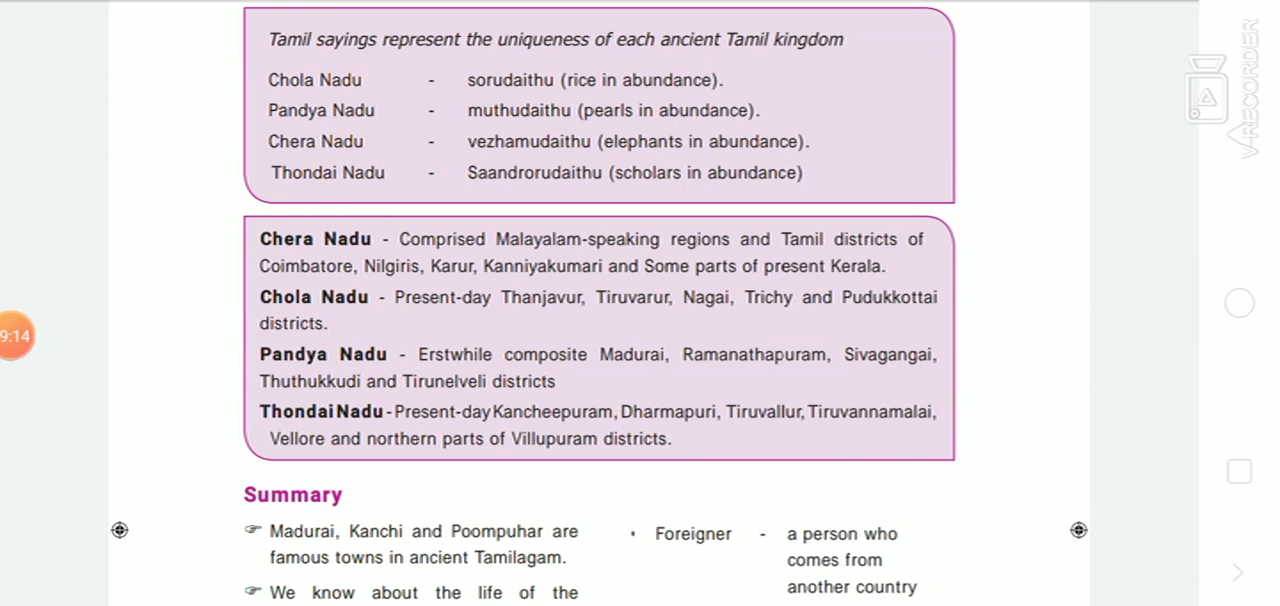 Tamil sayings represent the uniqueness of each ancient Tamil kingdom
Chola Nadu - sorudaithu (rice in abundance).
Pandya Nadu - muthudaithu (pearls in abundance).
Chera Nadu - vezhamudaithu (elephants in abundance).
Thondai Nadu - Saandrorudaithu (scholars in abundance)
Chera Nadu - Comprised Malayalam-speaking regions and Tamil districts of
Coimbatore, Nilgiris, Karur, Kanniyakumari and Some parts of present Kerala.
Chola Nadu - Present-day Thanjavur, Tiruvarur, Nagai, Trichy and Pudukkottai
districts.
Pandya Nadu - Erstwhile composite Madurai, Ramanathapuram, Sivagangai,
Thuthukkudi and Tirunelveli districts
Thondai Nadu - Present-day Kancheepuram, Dharmapuri, Tiruvallur, Tiruvannamalai,
Vellore and northern parts of Villupuram districts.
Summary
☞ Madurai, Kanchi and Poompuhar are
famous towns in ancient Tamilagam.
☞ We know about the life of the
• Foreigner - a person who
comes from
another country
9:14
V-RECORDER